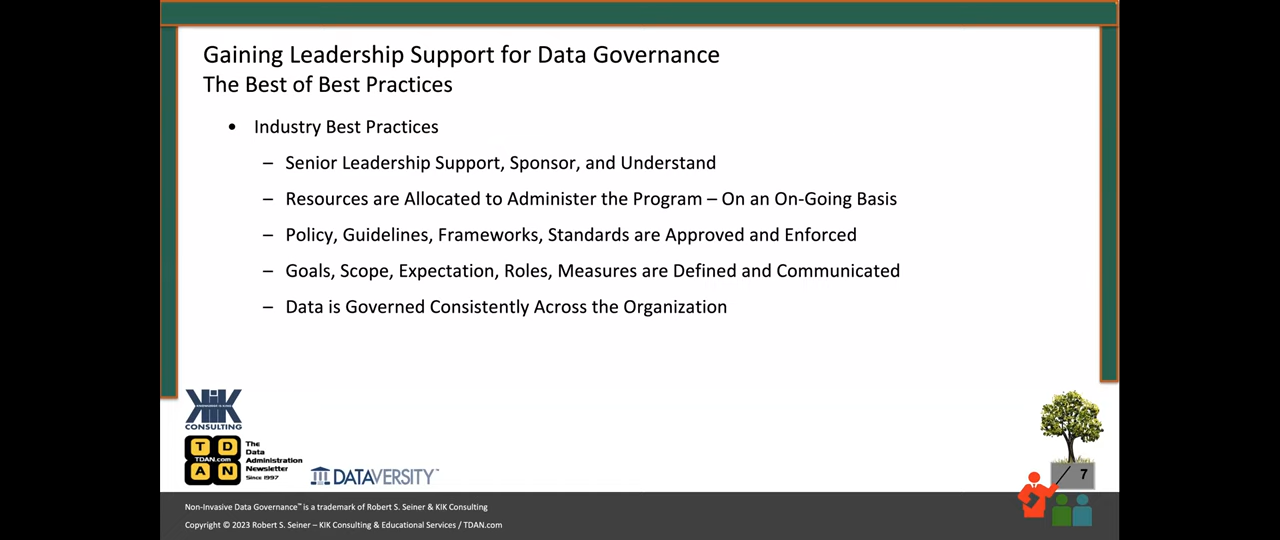 Gaining Leadership Support for Data Governance
The Best of Best Practices
• Industry Best Practices
– Senior Leadership Support, Sponsor, and Understand
– Resources are Allocated to Administer the Program – On an On-Going Basis
– Policy, Guidelines, Frameworks, Standards are Approved and Enforced
– Goals, Scope, Expectation, Roles, Measures are Defined and Communicated
– Data is Governed Consistently Across the Organization
KIK
CONSULTING
T D
TDAN.com
A N
The
Data
Administration
Newsletter
Since 1997
DATAVERSITY™
7
Non-Invasive Data Governance™ is a trademark of Robert S. Seiner & KIK Consulting
Copyright © 2023 Robert S. Seiner – KIK Consulting & Educational Services / TDAN.com